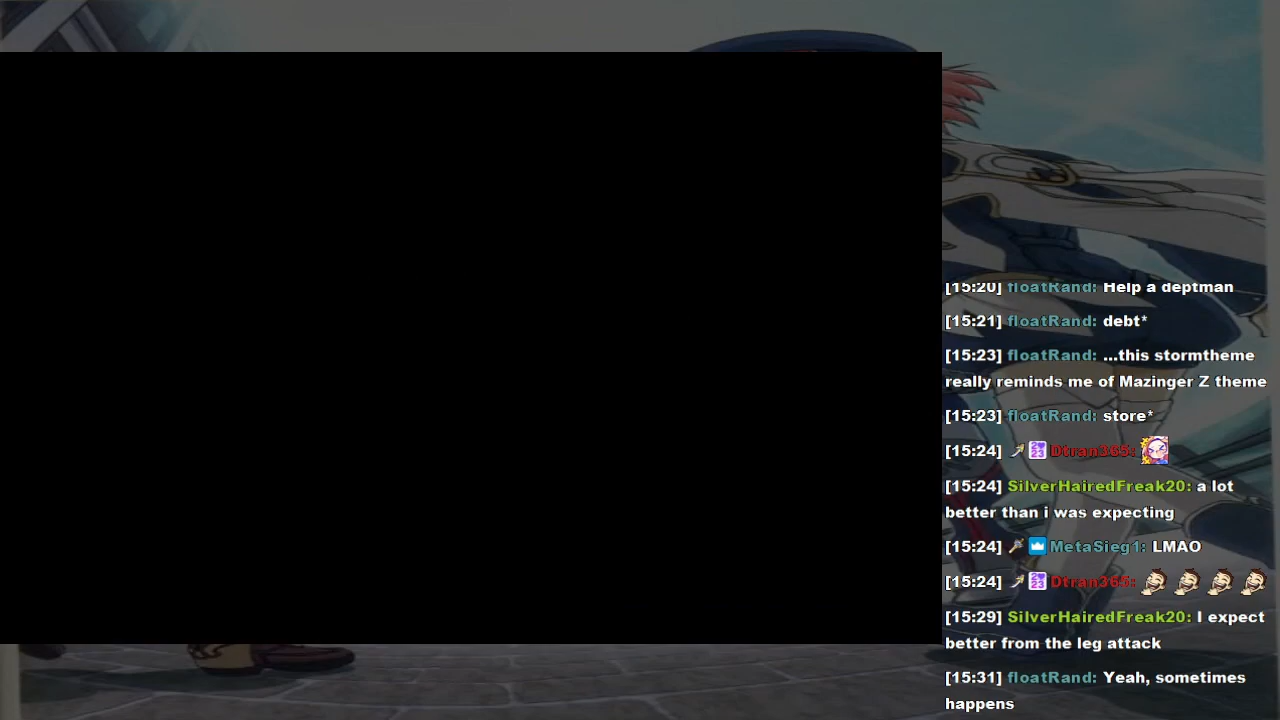 [15:20] floatRand: Help a deptman
[15:21] floatRand: debt*
[15:23] floatRand: ...this stormtheme
really reminds me of Mazinger Z theme
[15:23] floatRand: store*
[15:24] Dtran365:
[15:24] SilverHairedFreak20: a lot
better than i was expecting
[15:24] MetaSieg1: LMAO
[15:24] Dtran365:
[15:29] SilverHairedFreak20: I expect
better from the leg attack
[15:31] floatRand: Yeah, sometimes
happens